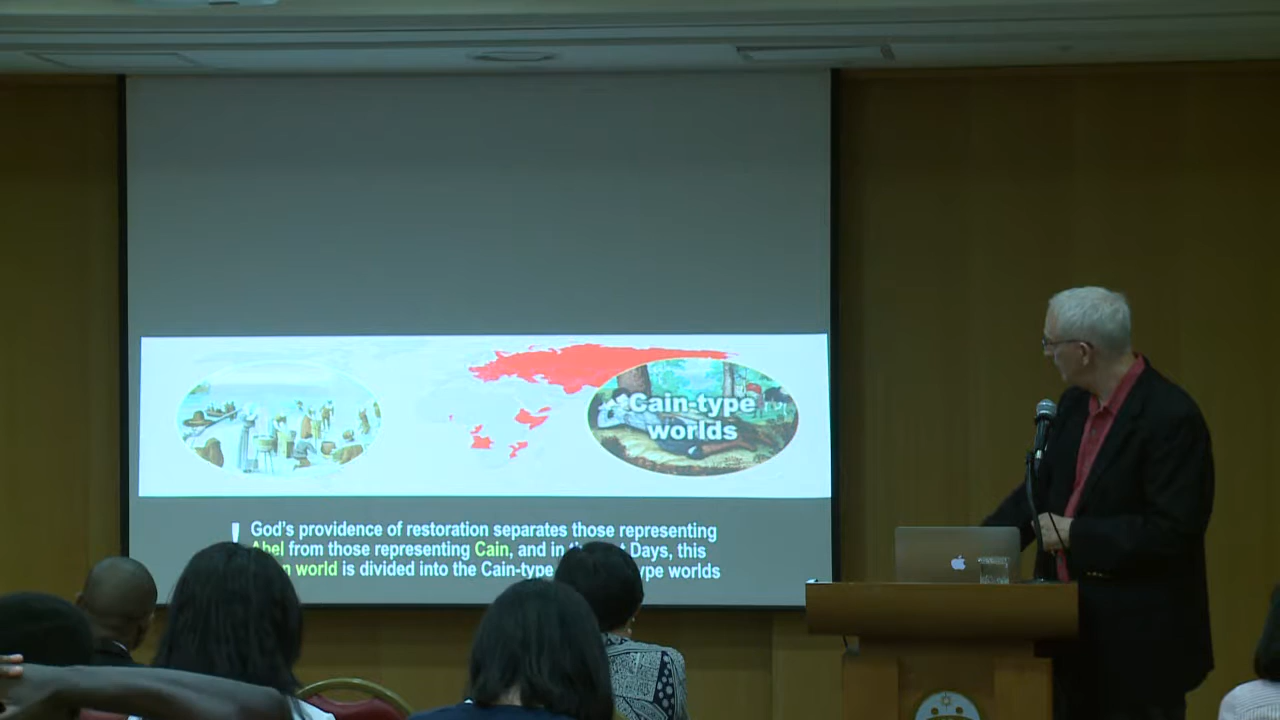 Cain-type
worlds
God's providence of restoration separates those representing
Abel from those representing Cain, and in Days, this
world is divided into the Cain-type worlds